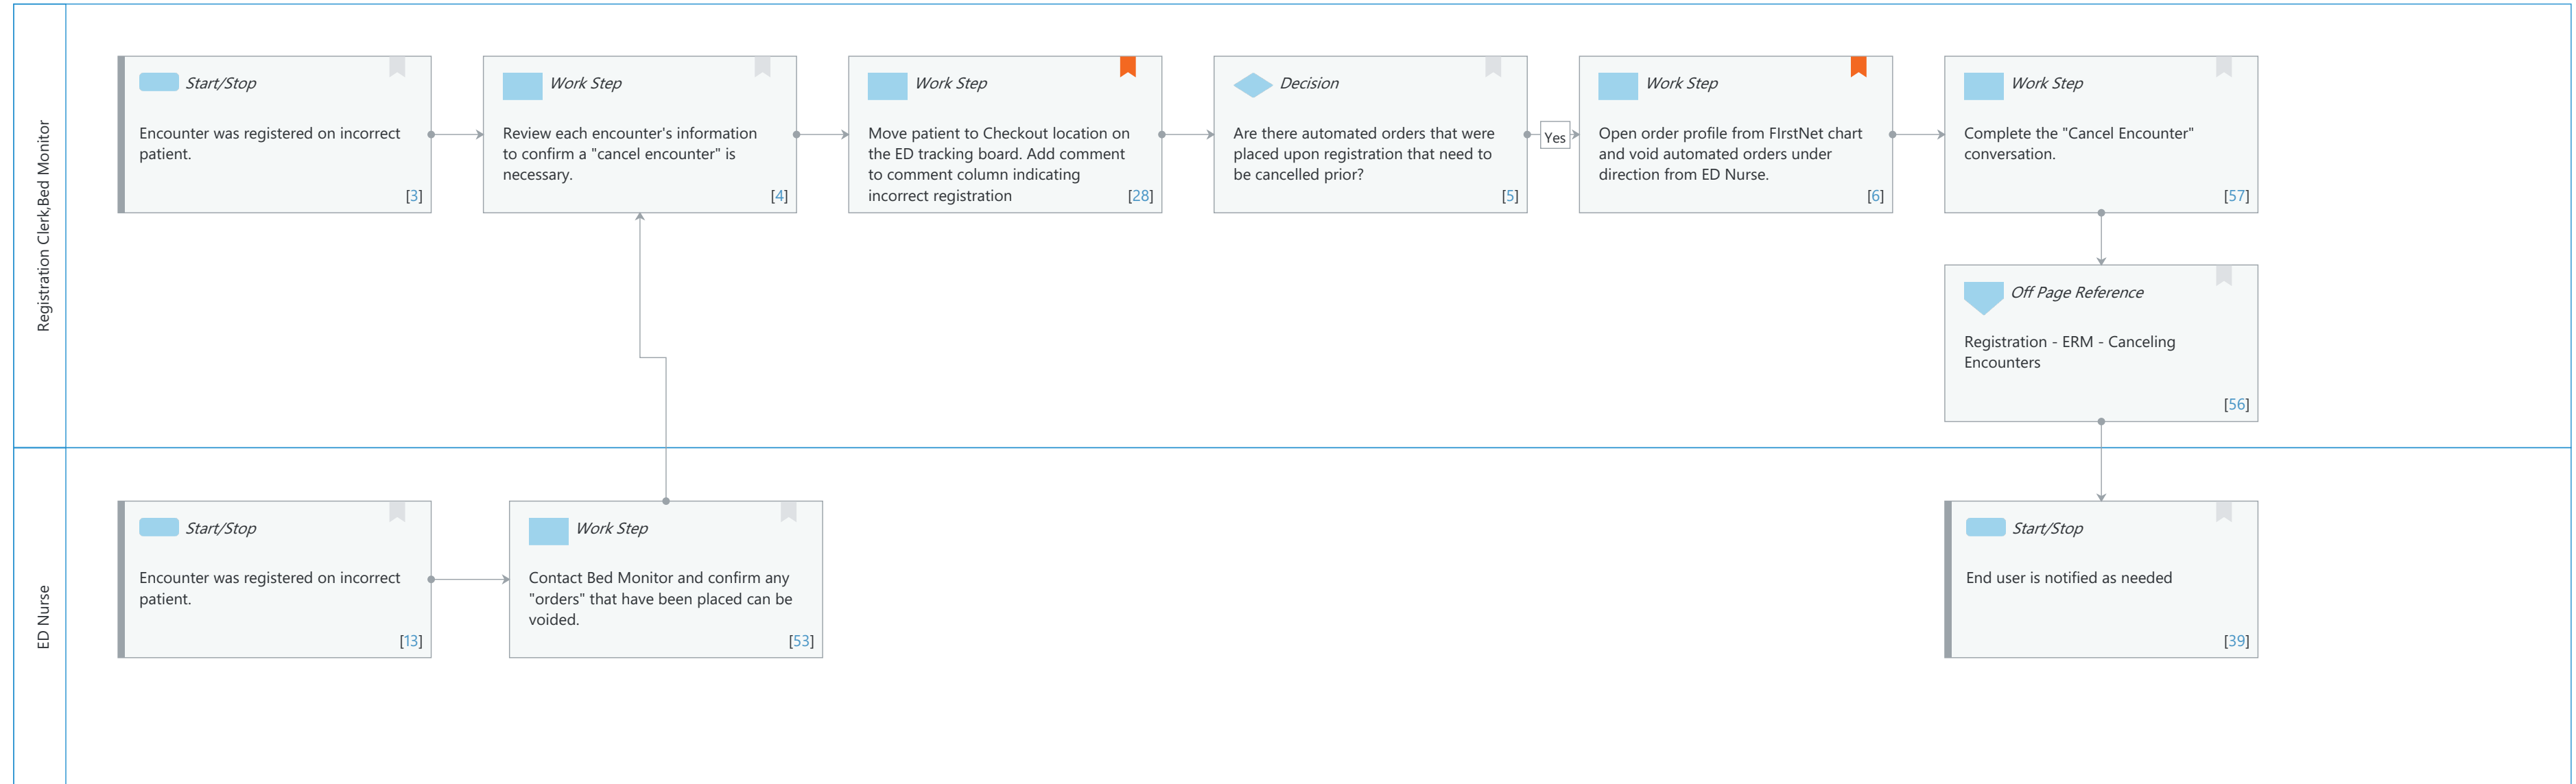 Registration Clerk,Bed Monitor
Start/Stop
Encounter was registered on incorrect
patient.
[3]
Work Step
Review each encounter's information
to confirm a "cancel encounter" is
necessary.
[4]
Work Step
Move patient to Checkout location on
the ED tracking board. Add comment
to comment column indicating
incorrect registration
[28]
Decision
Are there automated orders that were
placed upon registration that need to
be cancelled prior?
[5]
Yes
Work Step
Open order profile from FIrstNet chart
and void automated orders under
direction from ED Nurse.
[6]
Work Step
Complete the "Cancel Encounter"
conversation.
[57]
Off Page Reference
Registration - ERM - Canceling
Encounters
[56]
ED Nurse
Start/Stop
Encounter was registered on incorrect
patient.
[13]
Work Step
Contact Bed Monitor and confirm any
"orders" that have been placed can be
voided.
[53]
Start/Stop
End user is notified as needed
[39]